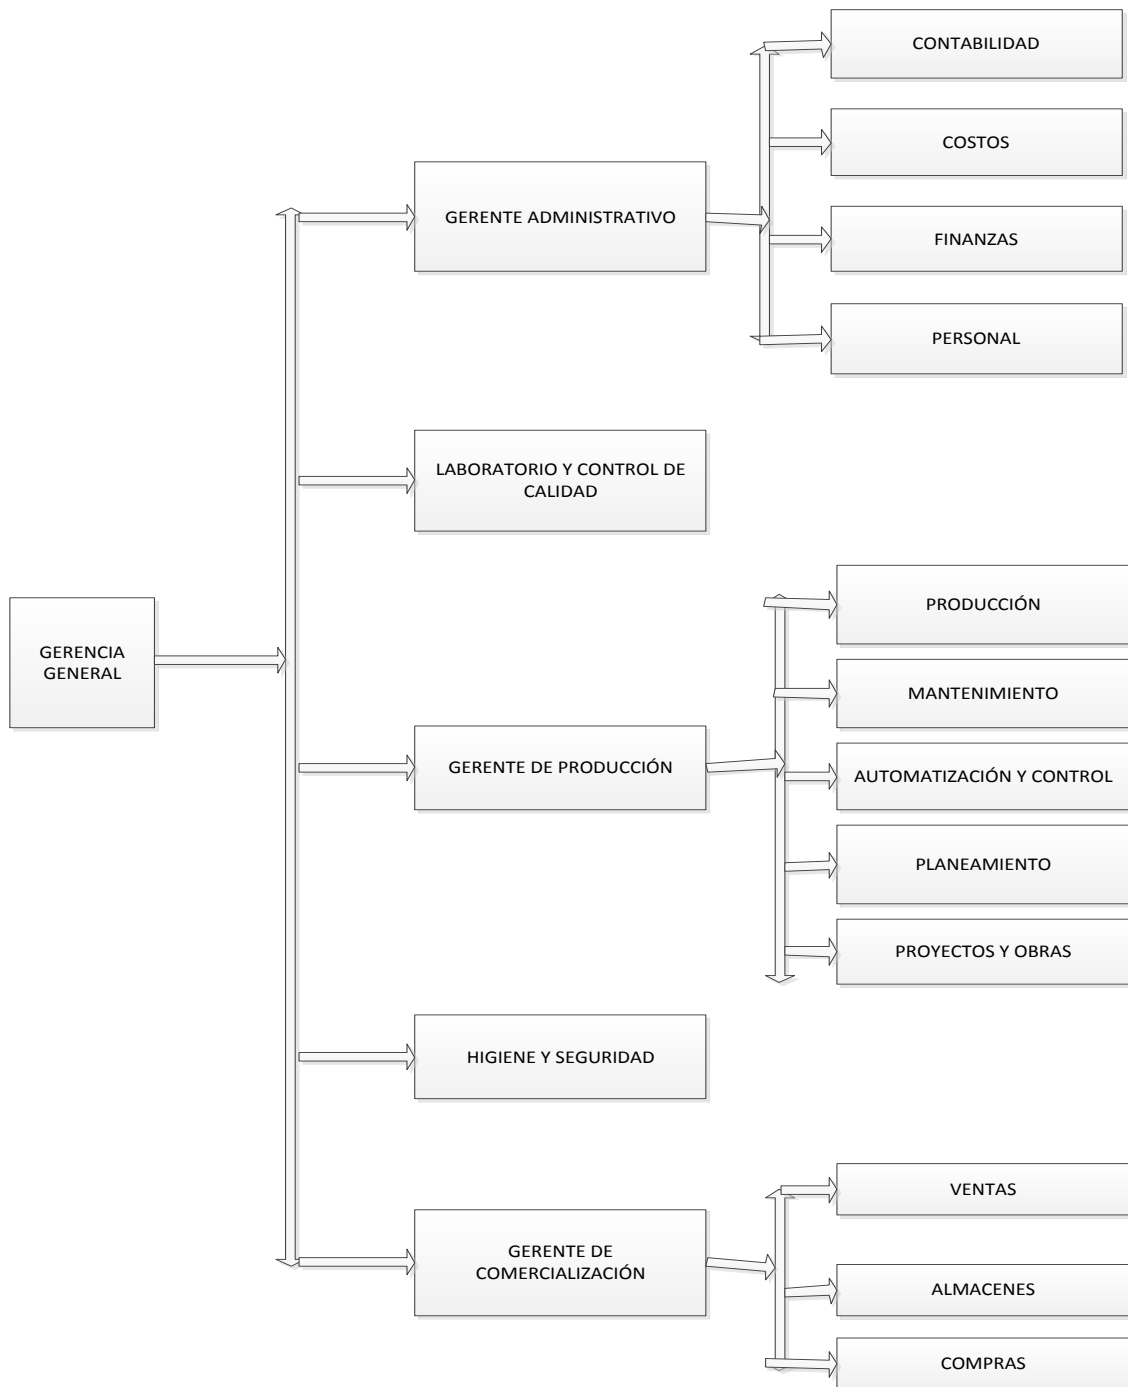 CONTABILIDAD
COSTOS
GERENTE ADMINISTRATIVO
FINANZAS
PERSONAL
LABORATORIO Y CONTROL DE
CALIDAD
GERENCIA
GENERAL
PRODUCCIÓN
MANTENIMIENTO
GERENTE DE PRODUCCIÓN
AUTOMATIZACIÓN Y CONTROL
PLANEAMIENTO
PROYECTOS Y OBRAS
HIGIENE Y SEGURIDAD
VENTAS
GERENTE DE
COMERCIALIZACIÓN
ALMACENES
COMPRAS